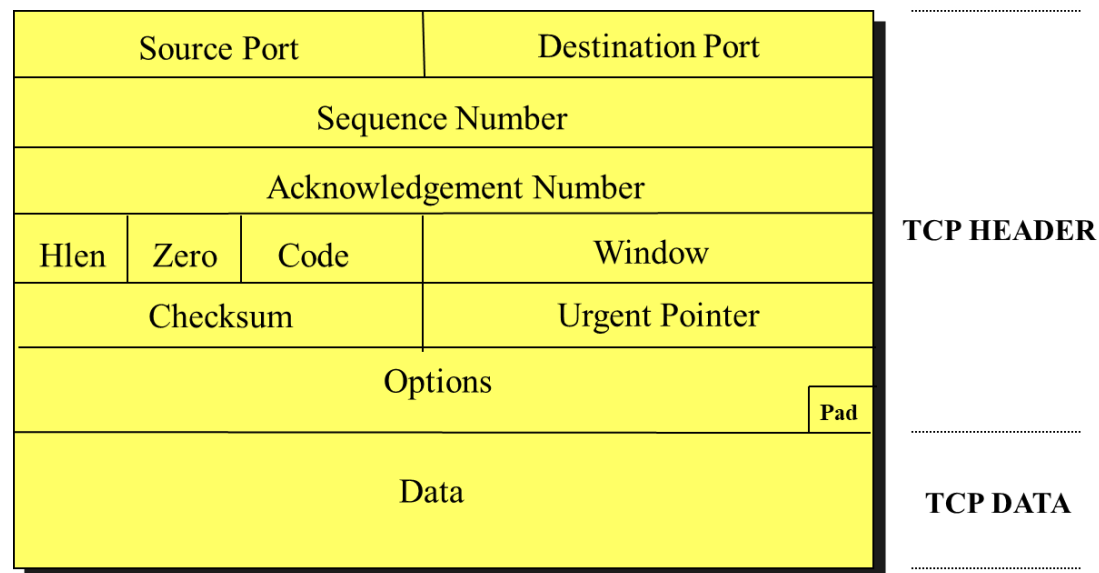 Source Port
Destination Port
Sequence Number
Acknowledgement Number
TCP HEADER
Hlen
Zero
Code
Window
Checksum
Urgent Pointer
Options
Pad
Data
TCP DATA